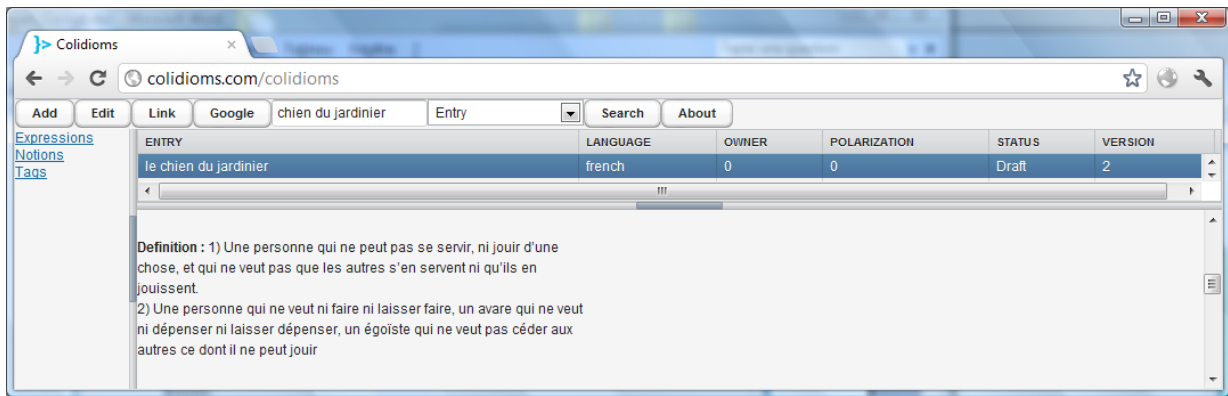 }> Colidioms
colidioms.com/colidioms
Add Edit Link Google chien du jardinier Entry Search About
Expressions
Notions
Tags
ENTRY LANGUAGE OWNER POLARIZATION STATUS VERSION
le chien du jardinier french 0 0 Draft 2
Definition : 1) Une personne qui ne peut pas se servir, ni jouir d'une
chose, et qui ne veut pas que les autres s'en servent ni qu'ils en
jouissent.
2) Une personne qui ne veut ni faire ni laisser faire, un avare qui ne veut
ni dépenser ni laisser dépenser, un égoïste qui ne veut pas céder aux
autres ce dont il ne peut jouir